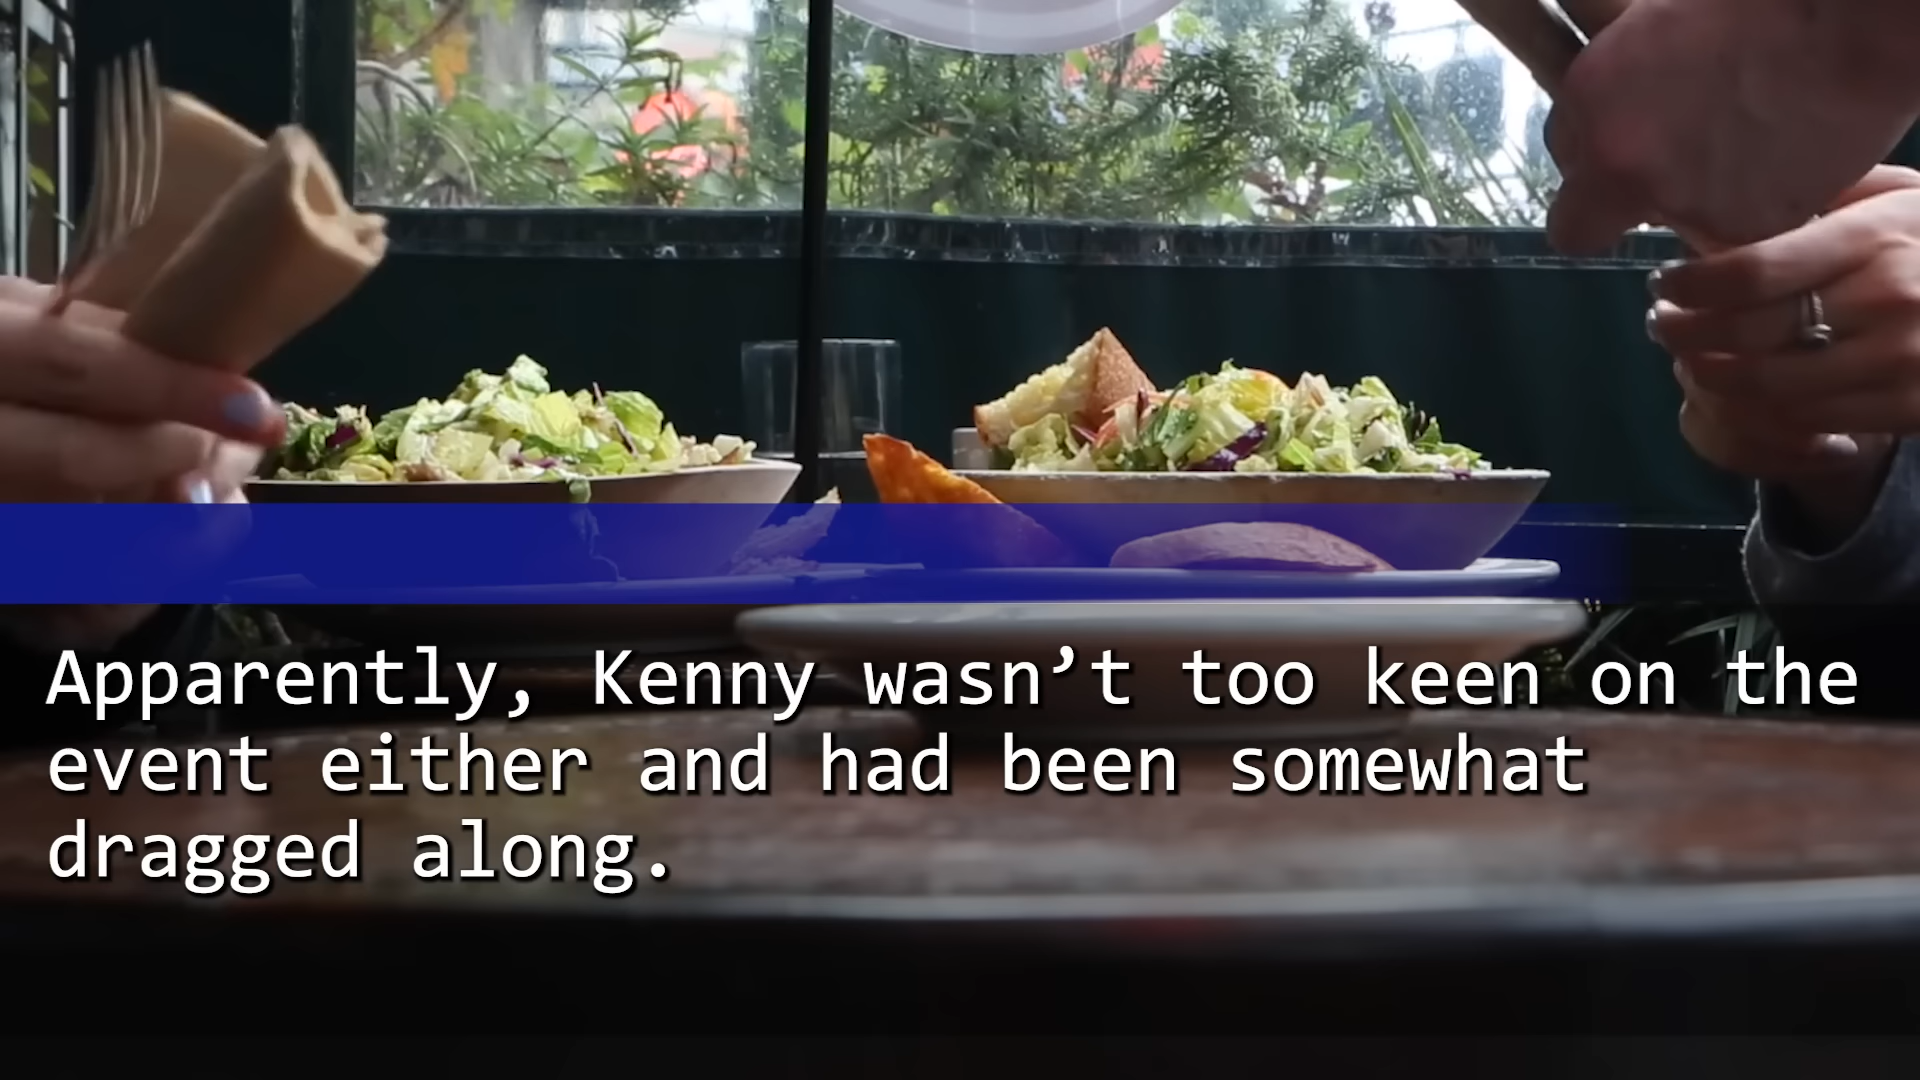 Apparently, Kenny wasn’t too keen on the
event either and had been somewhat
dragged along.